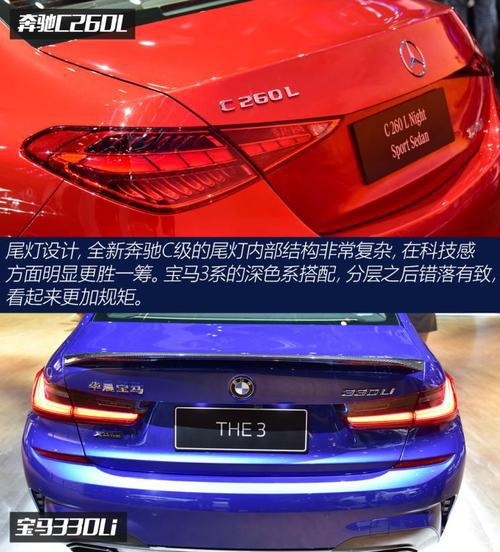 奔驰C260L
C 260 L
C 260 L Night
Sport Sedan
尾灯设计，全新奔驰C级的尾灯内部结构非常复杂，在科技感
方面明显更胜一筹。宝马3系的深色系搭配，分层之后错落有致，
看起来更加规矩。
华晨宝马
330Li
THE 3
宝马330Li